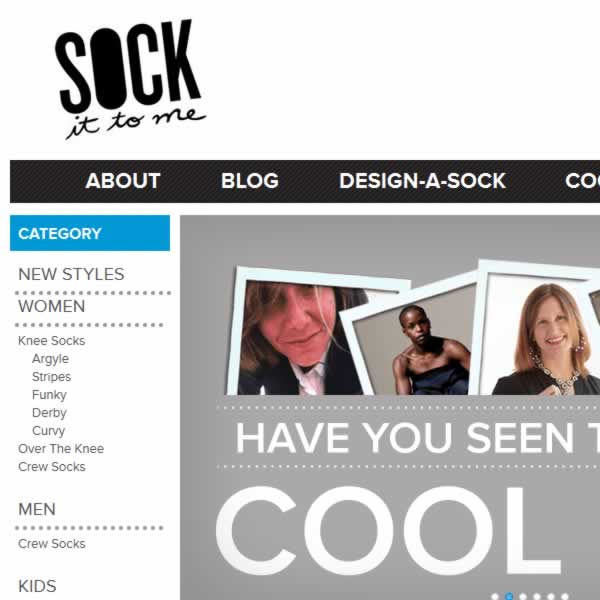 SOCK
it to me
ABOUT BLOG DESIGN-A-SOCK
CATEGORY
NEW STYLES
WOMEN
Knee Socks
Argyle
Stripes
Funky
Derby
Curvy
Over The Knee
Crew Socks
MEN
Crew Socks
KIDS
HAVE YOU SEEN
COOL